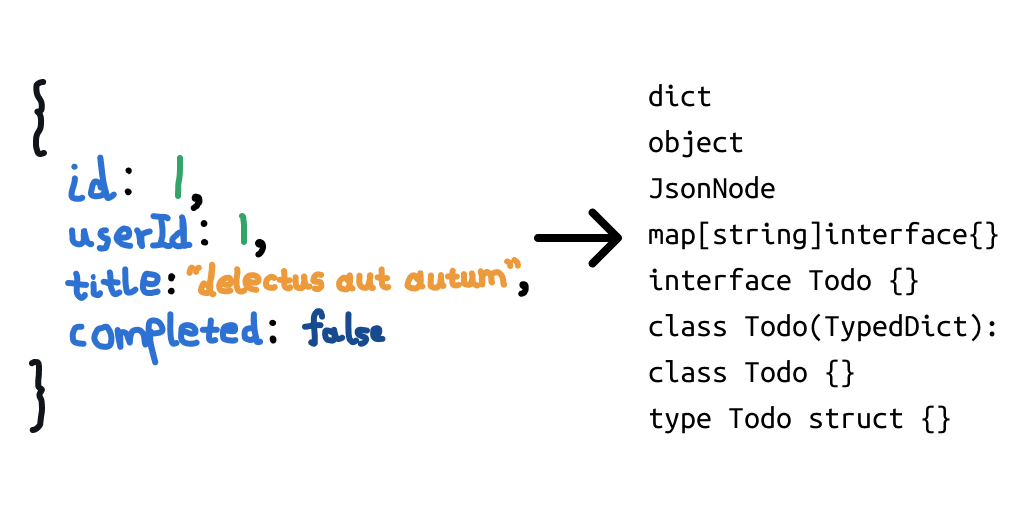 {
id: 1,
userId: 1,
title: "delectus aut autum",
completed: false
}
dict
object
JsonNode
map[string]interface{}
interface Todo {}
class Todo(TypedDict):
class Todo {}
type Todo struct {}